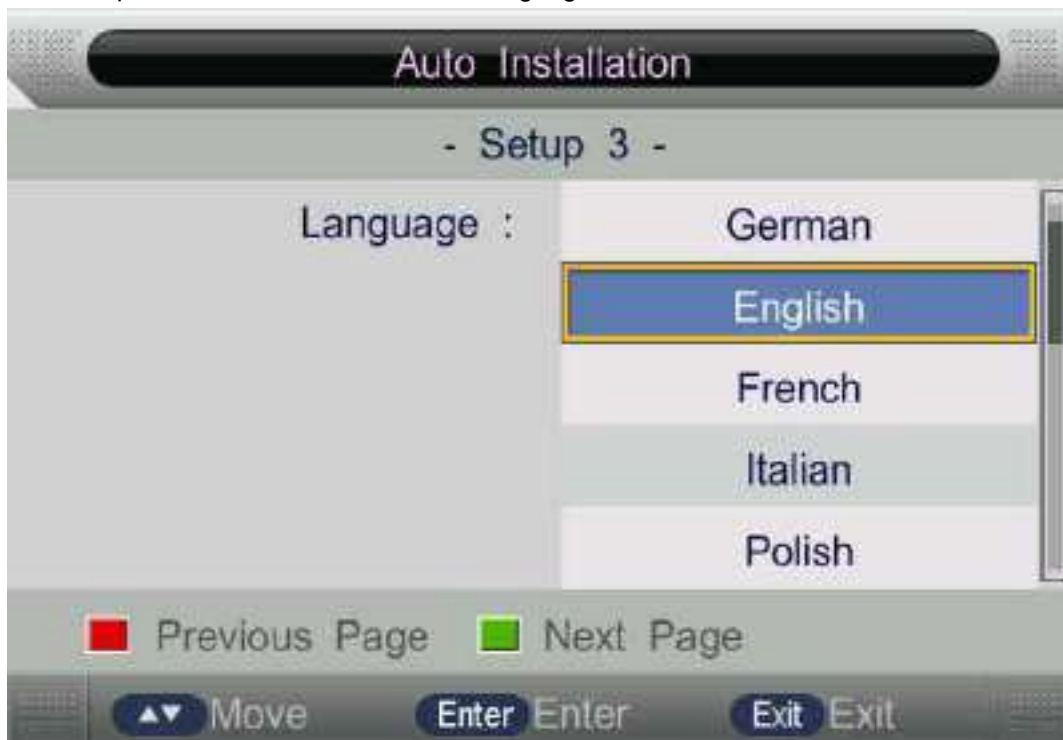 Auto Installation
- Setup 3 -
Language : German
English
French
Italian
Polish
Previous Page Next Page
▲▼ Move Enter Enter Exit Exit